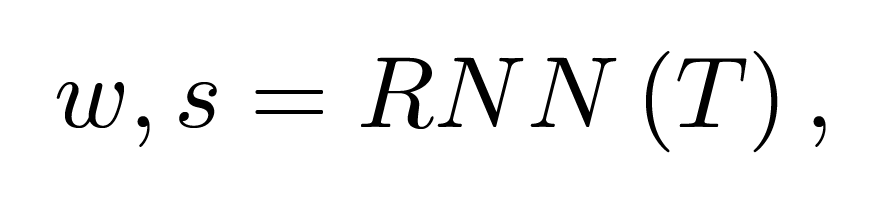 w, s = RNN (T),